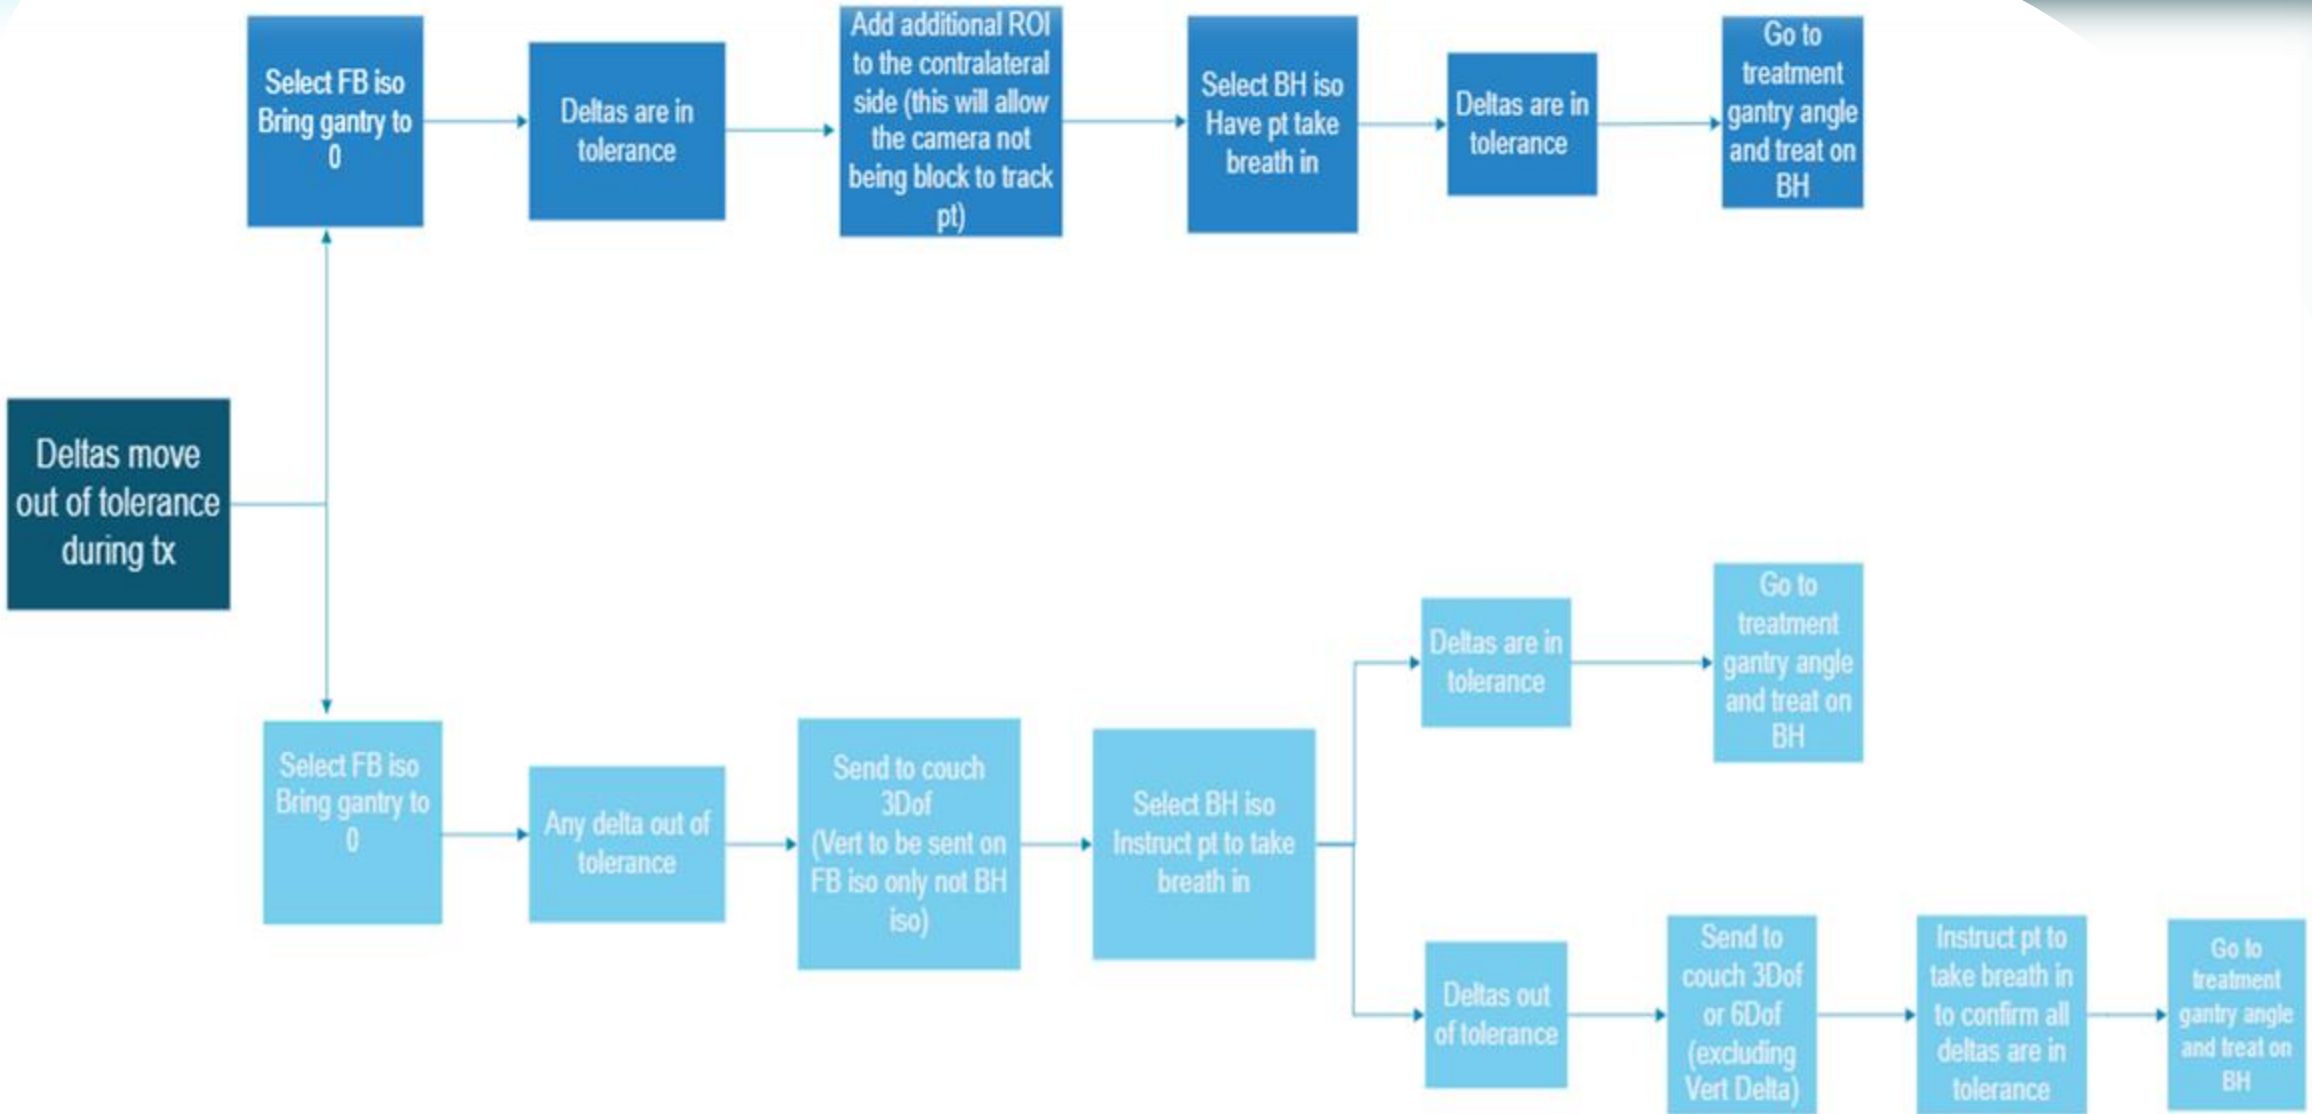 Select FB iso
Bring gantry to
0
Deltas are in
tolerance
Add additional ROI
to the contralateral
side (this will allow
the camera not
being block to track
pt)
Select BH iso
Have pt take
breath in
Deltas are in
tolerance
Go to
treatment
gantry angle
and treat on
BH
Deltas move
out of tolerance
during tx
Select FB iso
Bring gantry to
0
Any delta out of
tolerance
Send to couch
3Dof
(Vert to be sent on
FB iso only not BH
iso)
Select BH iso
Instruct pt to take
breath in
Deltas are in
tolerance
Go to
treatment
gantry angle
and treat on
BH
Deltas out
of tolerance
Send to
couch 3Dof
or 6Dof
(excluding
Vert Delta)
Instruct pt to
take breath in
to confirm all
deltas are in
tolerance
Go to
treatment
gantry angle
and treat on
BH